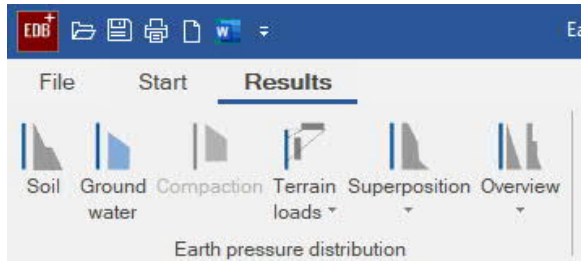 EDB+ W Ea
File Start Results
Soil Ground water Compaction Terrain loads Superposition Overview
Earth pressure distribution